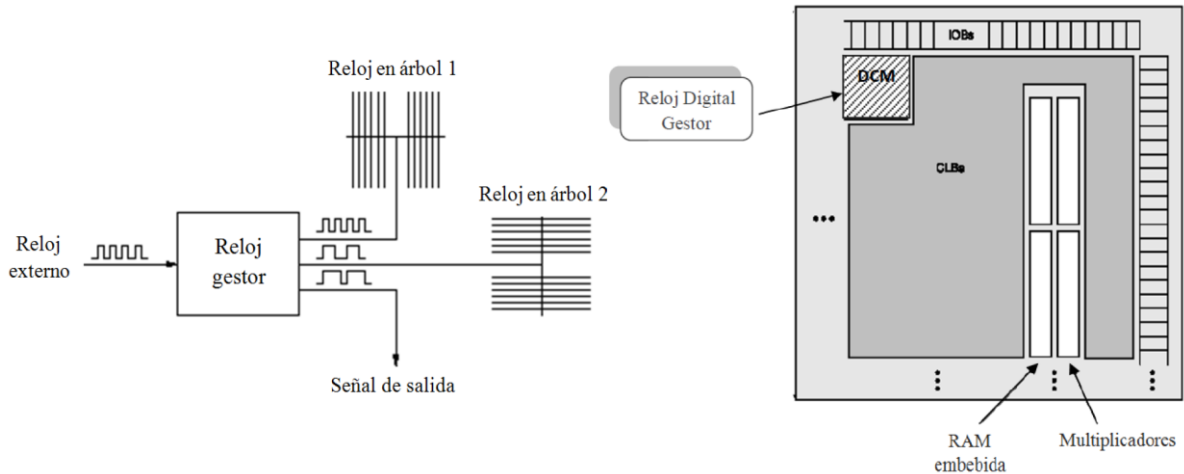 Reloj en árbol 1
Reloj en árbol 2
Reloj
externo
Reloj
gestor
Señal de salida
Reloj Digital
Gestor
IOBs
DCM
CLBs
RAM
embebida
Multiplicadores